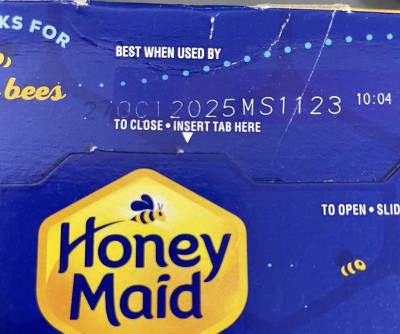 KS FOR
bees
BEST WHEN USED BY
27OCT2025MS1123 10:04
TO CLOSE • INSERT TAB HERE
TO OPEN • SLID
Honey
Maid